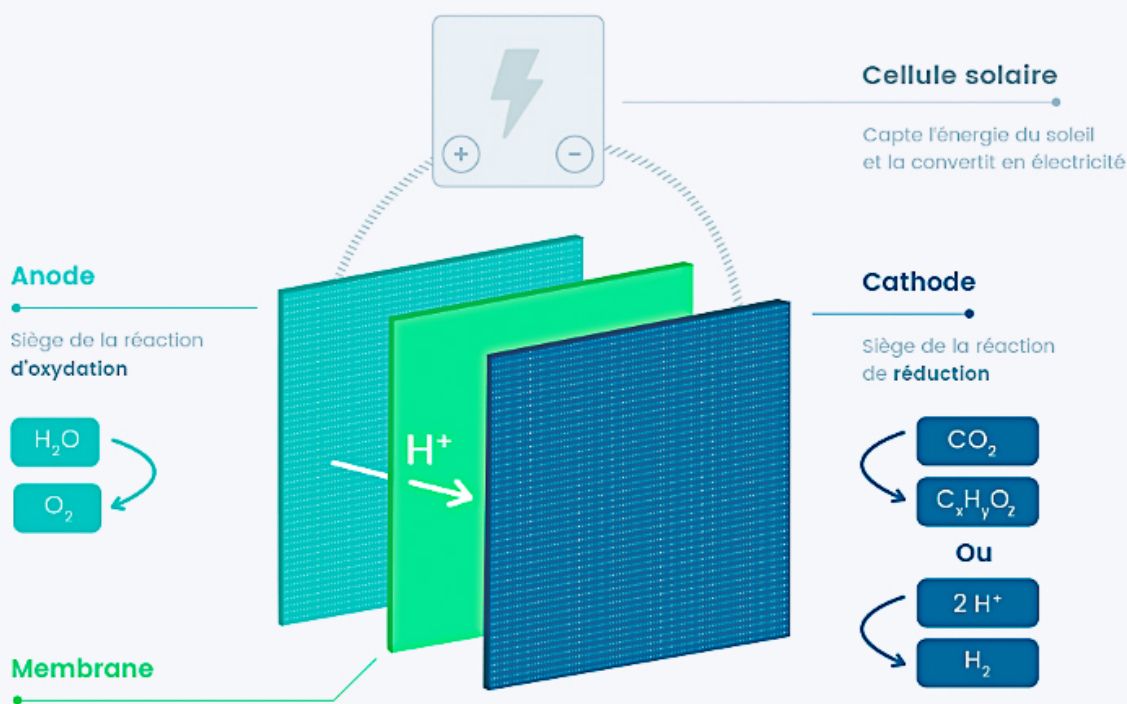 Cellule solaire
Capte l'énergie du soleil
et la convertit en électricité
+
−
Anode
Siège de la réaction
d'oxydation
H₂O
O₂
H⁺
Cathode
Siège de la réaction
de réduction
CO₂
CₓHᵧO_z
Ou
2 H⁺
H₂
Membrane